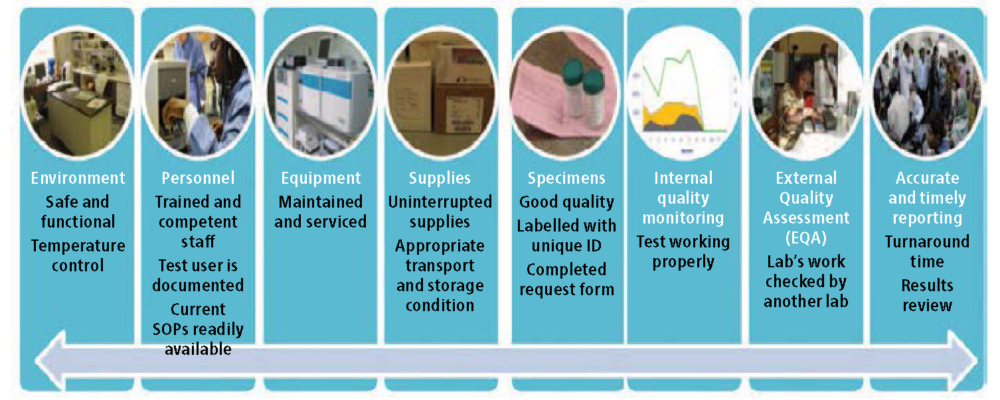 Environment
Safe and
functional
Temperature
control
Personnel
Trained and
competent
staff
Test user is
documented
Current
SOPs readily
available
Equipment
Maintained
and serviced
Supplies
Uninterrupted
supplies
Appropriate
transport
and storage
condition
Specimens
Good quality
Labelled with
unique ID
Completed
request form
Internal
quality
monitoring
Test working
properly
External
Quality
Assessment
(EQA)
Lab's work
checked by
another lab
Accurate
and timely
reporting
Turnaround
time
Results
review